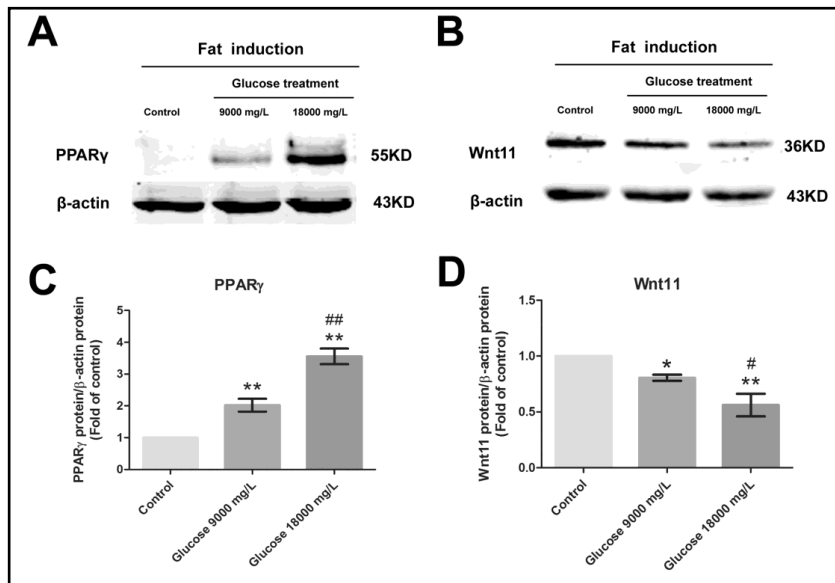 A
Fat induction
Glucose treatment
Control 9000 mg/L 18000 mg/L
PPARγ 55KD
β-actin 43KD
B
Fat induction
Glucose treatment
Control 9000 mg/L 18000 mg/L
Wnt11 36KD
β-actin 43KD
C
PPARγ
PPARγ protein/β-actin protein
(Fold of control)
5
4
3
2
1
0
**
##
**
Control
Glucose 9000 mg/L
Glucose 18000 mg/L
D
Wnt11
Wnt11 protein/β-actin protein
(Fold of control)
1.5
1.0
0.5
0.0
*
#
**
Control
Glucose 9000 mg/L
Glucose 18000 mg/L